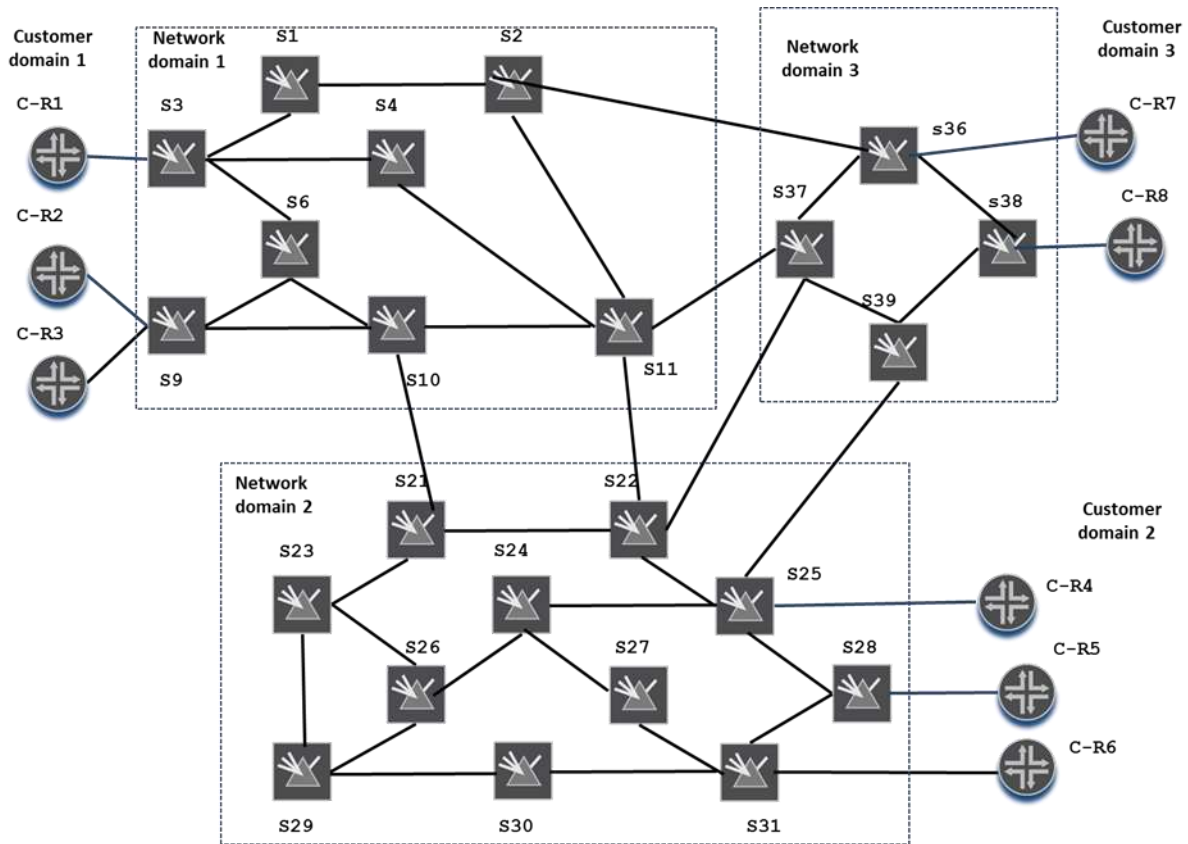 Customer
domain 1
Network
domain 1
S1
S2
Network
domain 3
Customer
domain 3
C-R1
S3
S4
s36
C-R7
C-R2
S6
S37
s38
C-R8
S39
C-R3
S9
S10
S11
Network
domain 2
S21
S22
Customer
domain 2
S23
S24
S25
C-R4
S26
S27
S28
C-R5
C-R6
S29
S30
S31